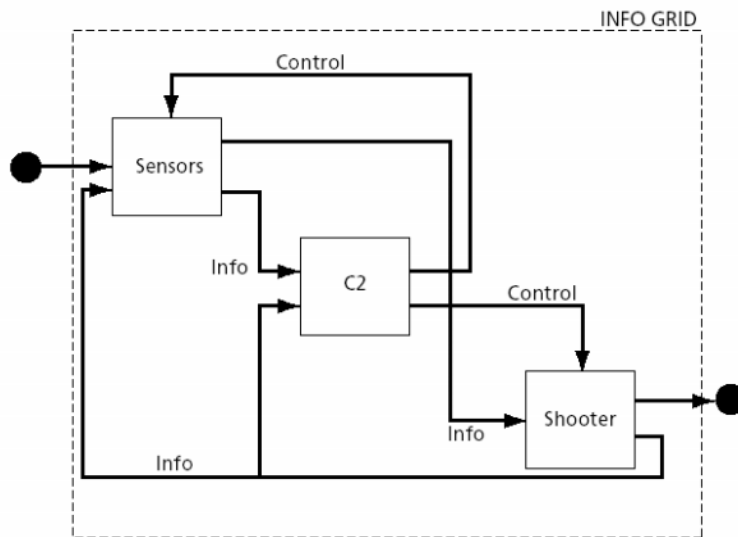 INFO GRID
Control
Sensors
Info
C2
Control
Shooter
Info
Info